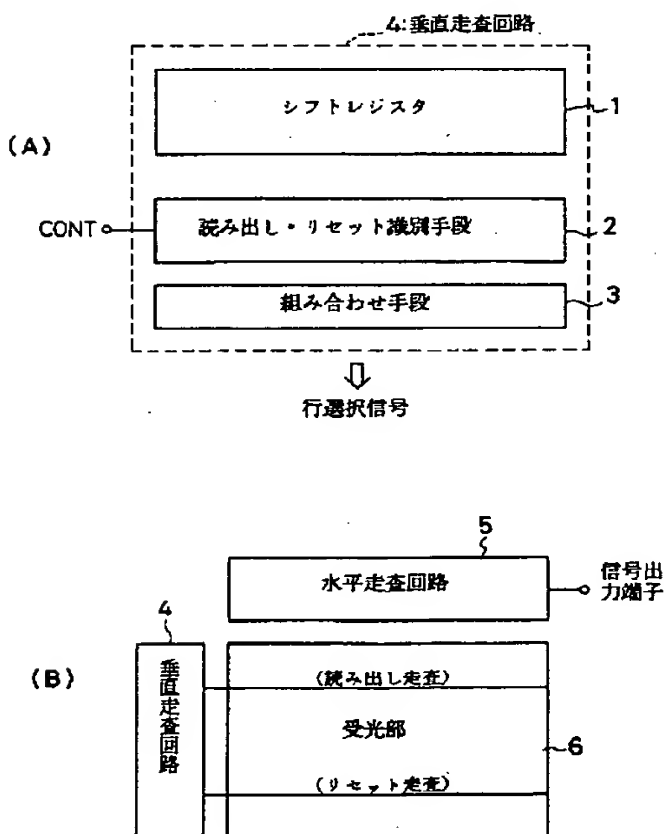 4:垂直走査回路
シフトレジスタ
1
(A)
CONT
読み出し・リセット識別手段
2
組み合わせ手段
3
行選択信号
5
水平走査回路
信号出
力端子
4
(B)
垂直走査回路
(読み出し走査)
受光部
6
(リセット走査)